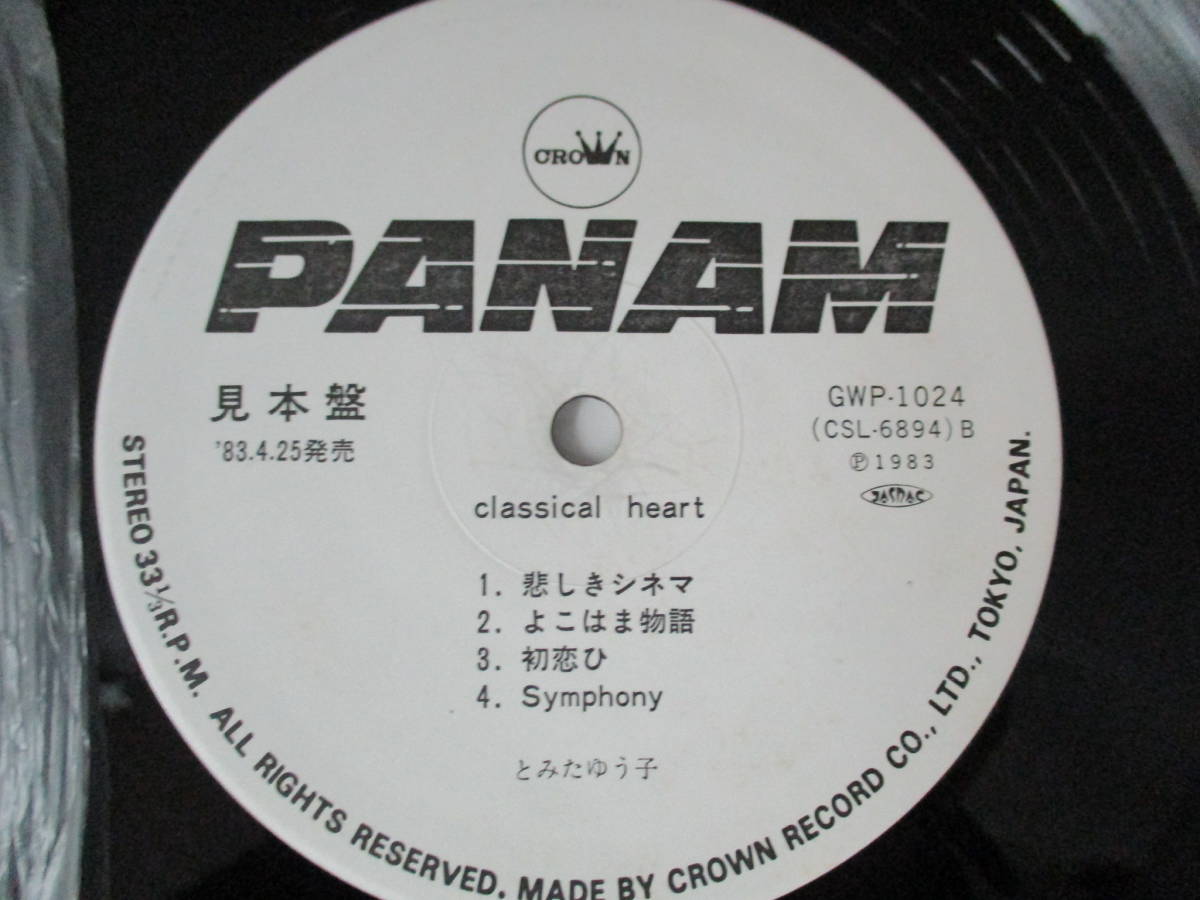 CROWN
PANAM
見本盤
'83.4.25発売
GWP-1024
(CSL-6894) B
Ⓟ1983
JASRAC
classical heart
1. 悲しきシネマ
2. よこはま物語
3. 初恋ひ
4. Symphony
とみたゆう子
STEREO 33⅓R.P.M. ALL RIGHTS RESERVED. MADE BY CROWN RECORD CO., LTD., TOKYO, JAPAN.